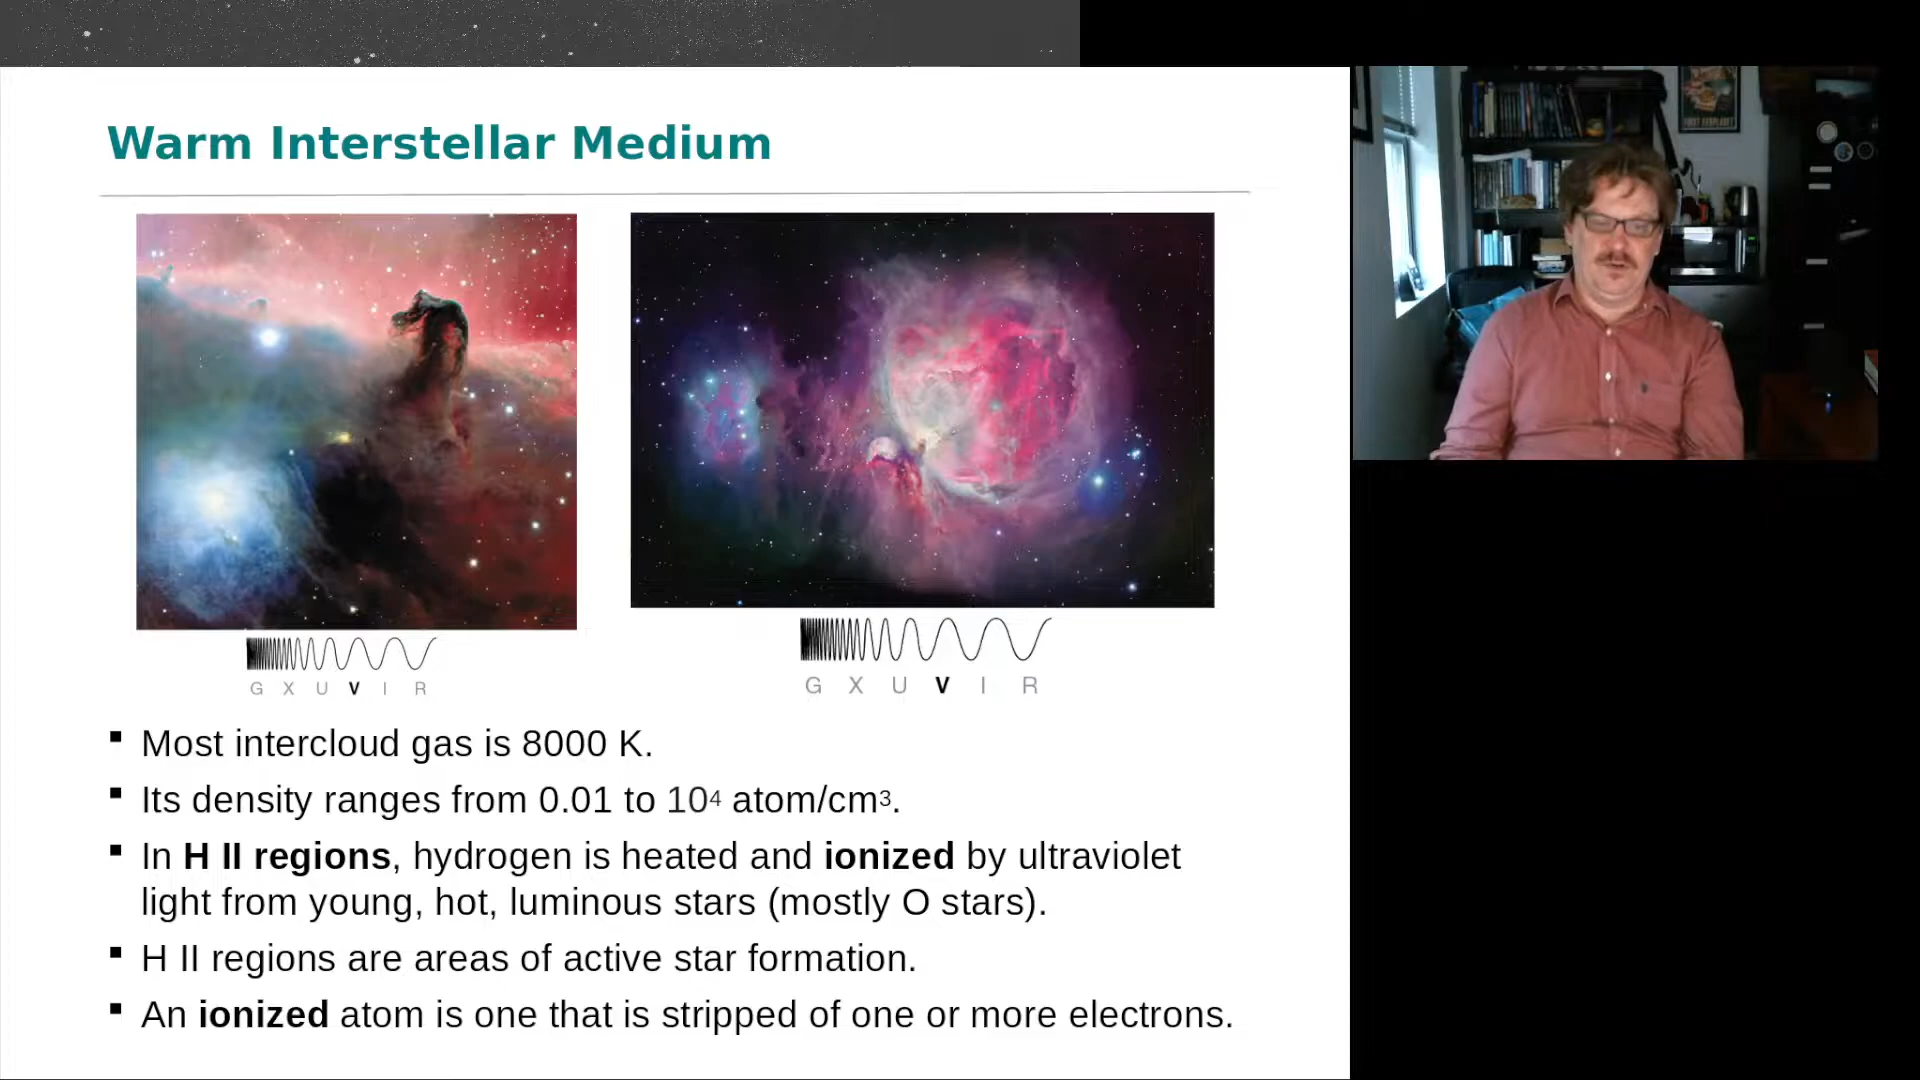 Warm Interstellar Medium
G X U V I R
G X U V I R
▪ Most intercloud gas is 8000 K.
▪ Its density ranges from 0.01 to 10⁴ atom/cm³.
▪ In H II regions, hydrogen is heated and ionized by ultraviolet
light from young, hot, luminous stars (mostly O stars).
▪ H II regions are areas of active star formation.
▪ An ionized atom is one that is stripped of one or more electrons.